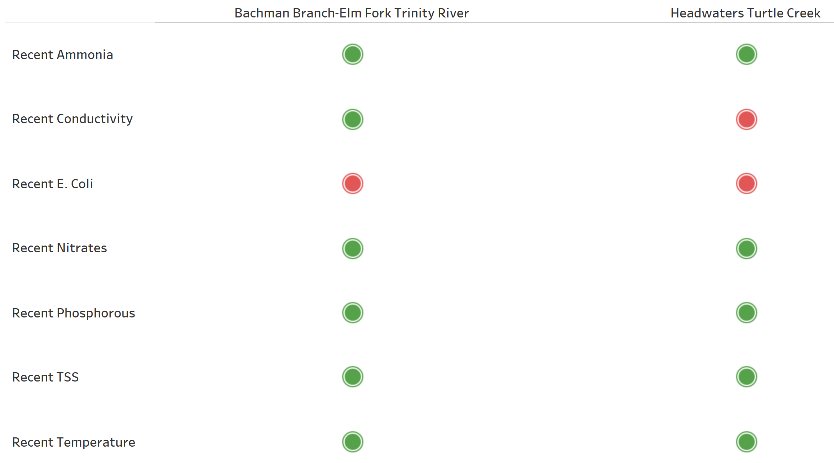 Bachman Branch-Elm Fork Trinity River Headwaters Turtle Creek
Recent Ammonia
Recent Conductivity
Recent E. Coli
Recent Nitrates
Recent Phosphorous
Recent TSS
Recent Temperature